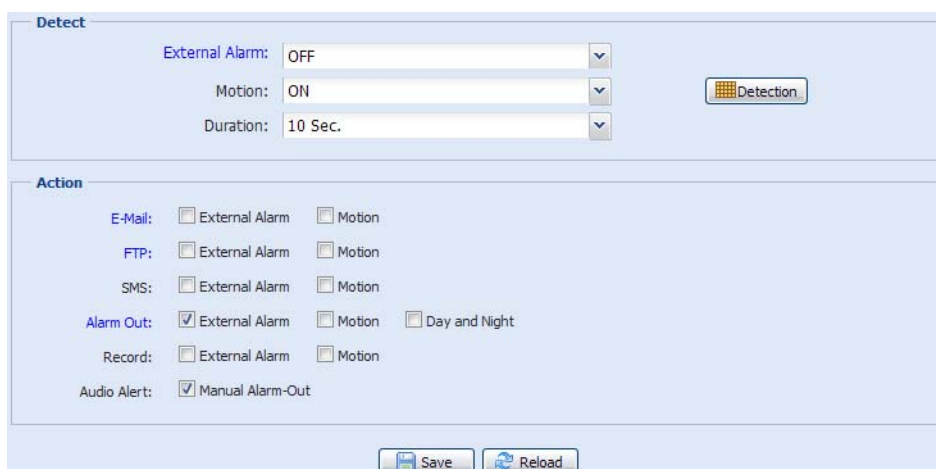 Detect
External Alarm: OFF
Motion: ON Detection
Duration: 10 Sec.
Action
E-Mail: External Alarm Motion
FTP: External Alarm Motion
SMS: External Alarm Motion
Alarm Out: External Alarm Motion Day and Night
Record: External Alarm Motion
Audio Alert: Manual Alarm-Out
Save Reload